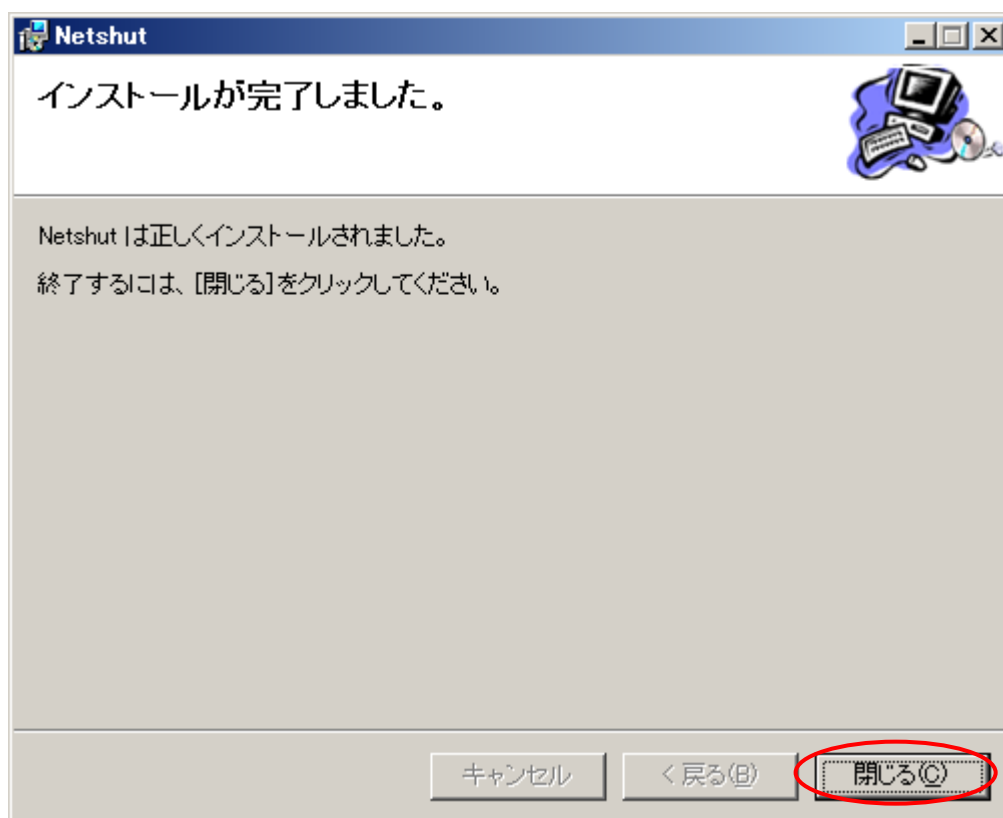 Netshut
インストールが完了しました。
Netshut は正しくインストールされました。
終了するには、[閉じる]をクリックしてください。
キャンセル
< 戻る(B)
閉じる(C)